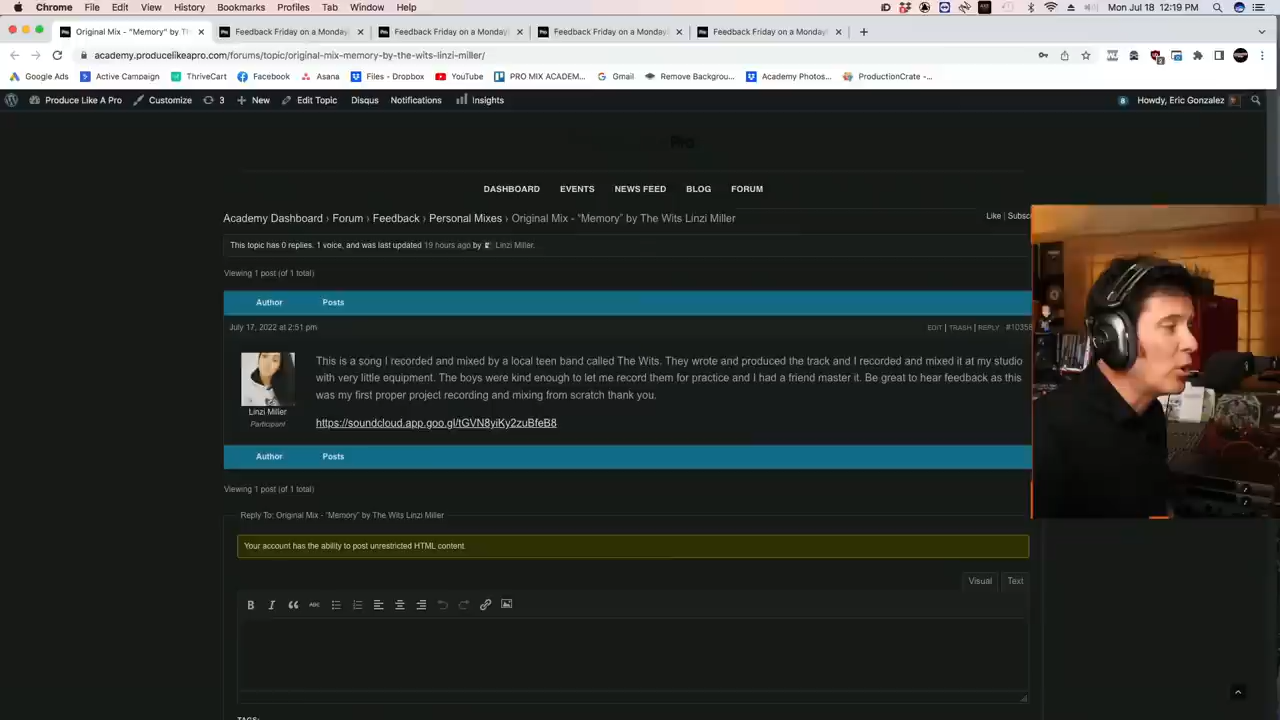 Chrome File Edit View History Bookmarks Profiles Tab Window Help
Mon Jul 18 12:19 PM
Original Mix - "Memory" by Th
Feedback Friday on a Monday
Feedback Friday on a Monday
Feedback Friday on a Monday
Feedback Friday on a Monday
academy.producelikeapro.com/forums/topic/original-mix-memory-by-the-wits-linzi-miller/
Google Ads Active Campaign ThriveCart Facebook Asana Files - Dropbox YouTube PRO MIX ACADEM... Gmail Remove Backgrou... Academy Photos... ProductionCrate -...
Produce Like A Pro Customize 3 New Edit Topic Disqus Notifications Insights
8 Howdy, Eric Gonzalez
Pro
DASHBOARD EVENTS NEWS FEED BLOG FORUM
Academy Dashboard › Forum › Feedback › Personal Mixes › Original Mix - "Memory" by The Wits Linzi Miller
Like | Subsc
This topic has 0 replies. 1 voice, and was last updated 19 hours ago by Linzi Miller.
Viewing 1 post (of 1 total)
Author Posts
July 17, 2022 at 2:51 pm
EDIT | TRASH | REPLY #10358
This is a song I recorded and mixed by a local teen band called The Wits. They wrote and produced the track and I recorded and mixed it at my studio
with very little equipment. The boys were kind enough to let me record them for practice and I had a friend master it. Be great to hear feedback as this
was my first proper project recording and mixing from scratch thank you.
Linzi Miller
Participant
https://soundcloud.app.goo.gl/tGVN8yiKy2zuBfeB8
Author Posts
Viewing 1 post (of 1 total)
Reply To: Original Mix - "Memory" by The Wits Linzi Miller
Your account has the ability to post unrestricted HTML content.
Visual Text
B I ABC
TAGS: